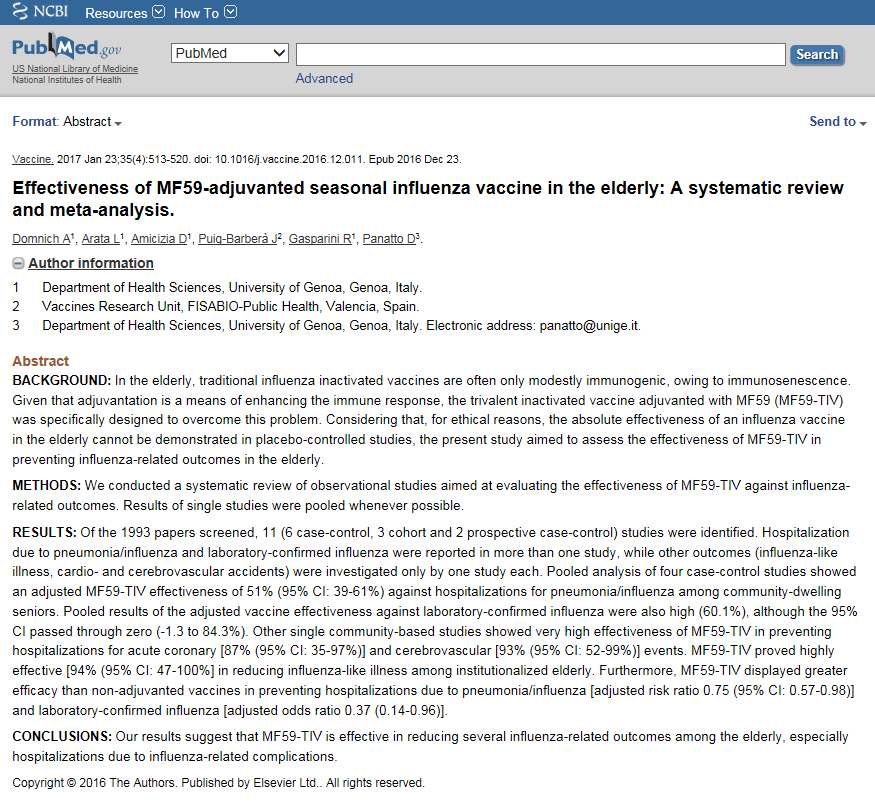 NCBI Resources How To
PubMed.gov
US National Library of Medicine
National Institutes of Health
PubMed
Search
Advanced
Format: Abstract
Send to
Vaccine. 2017 Jan 23;35(4):513-520. doi: 10.1016/j.vaccine.2016.12.011. Epub 2016 Dec 23.
Effectiveness of MF59-adjuvanted seasonal influenza vaccine in the elderly: A systematic review
and meta-analysis.
Domnich A1, Arata L1, Amicizia D1, Puig-Barberà J2, Gasparini R1, Panatto D3.
Author information
1 Department of Health Sciences, University of Genoa, Genoa, Italy.
2 Vaccines Research Unit, FISABIO-Public Health, Valencia, Spain.
3 Department of Health Sciences, University of Genoa, Genoa, Italy. Electronic address: panatto@unige.it.
Abstract
BACKGROUND: In the elderly, traditional influenza inactivated vaccines are often only modestly immunogenic, owing to immunosenescence.
Given that adjuvantation is a means of enhancing the immune response, the trivalent inactivated vaccine adjuvanted with MF59 (MF59-TIV)
was specifically designed to overcome this problem. Considering that, for ethical reasons, the absolute effectiveness of an influenza vaccine
in the elderly cannot be demonstrated in placebo-controlled studies, the present study aimed to assess the effectiveness of MF59-TIV in
preventing influenza-related outcomes in the elderly.
METHODS: We conducted a systematic review of observational studies aimed at evaluating the effectiveness of MF59-TIV against influenza-
related outcomes. Results of single studies were pooled whenever possible.
RESULTS: Of the 1993 papers screened, 11 (6 case-control, 3 cohort and 2 prospective case-control) studies were identified. Hospitalization
due to pneumonia/influenza and laboratory-confirmed influenza were reported in more than one study, while other outcomes (influenza-like
illness, cardio- and cerebrovascular accidents) were investigated only by one study each. Pooled analysis of four case-control studies showed
an adjusted MF59-TIV effectiveness of 51% (95% CI: 39-61%) against hospitalizations for pneumonia/influenza among community-dwelling
seniors. Pooled results of the adjusted vaccine effectiveness against laboratory-confirmed influenza were also high (60.1%), although the 95%
CI passed through zero (-1.3 to 84.3%). Other single community-based studies showed very high effectiveness of MF59-TIV in preventing
hospitalizations for acute coronary [87% (95% CI: 35-97%)] and cerebrovascular [93% (95% CI: 52-99%)] events. MF59-TIV proved highly
effective [94% (95% CI: 47-100%] in reducing influenza-like illness among institutionalized elderly. Furthermore, MF59-TIV displayed greater
efficacy than non-adjuvanted vaccines in preventing hospitalizations due to pneumonia/influenza [adjusted risk ratio 0.75 (95% CI: 0.57-0.98)]
and laboratory-confirmed influenza [adjusted odds ratio 0.37 (0.14-0.96)].
CONCLUSIONS: Our results suggest that MF59-TIV is effective in reducing several influenza-related outcomes among the elderly, especially
hospitalizations due to influenza-related complications.
Copyright © 2016 The Authors. Published by Elsevier Ltd.. All rights reserved.